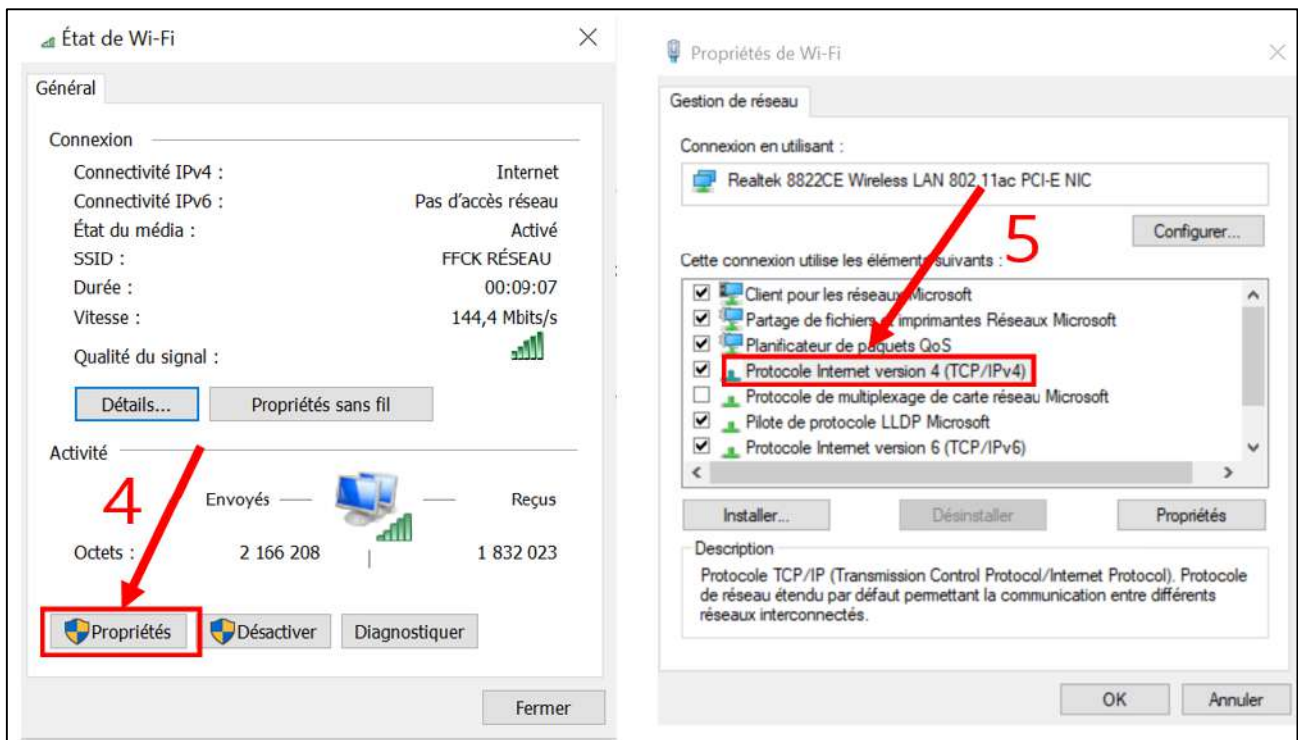 État de Wi-Fi
Général
Connexion
Connectivité IPv4 : Internet
Connectivité IPv6 : Pas d'accès réseau
État du média : Activé
SSID : FFCK RÉSEAU
Durée : 00:09:07
Vitesse : 144,4 Mbits/s
Qualité du signal :
Détails... Propriétés sans fil
Activité
4
Envoyés Reçus
Octets : 2 166 208 1 832 023
Propriétés Désactiver Diagnostiquer
Fermer
Propriétés de Wi-Fi
Gestion de réseau
Connexion en utilisant :
Realtek 8822CE Wireless LAN 802.11ac PCI-E NIC
5
Configurer...
Cette connexion utilise les éléments suivants :
Client pour les réseaux Microsoft
Partage de fichiers et imprimantes Réseaux Microsoft
Planificateur de paquets QoS
Protocole Internet version 4 (TCP/IPv4)
Protocole de multiplexage de carte réseau Microsoft
Pilote de protocole LLDP Microsoft
Protocole Internet version 6 (TCP/IPv6)
Installer... Désinstaller Propriétés
Description
Protocole TCP/IP (Transmission Control Protocol/Internet Protocol). Protocole
de réseau étendu par défaut permettant la communication entre différents
réseaux interconnectés.
OK Annuler